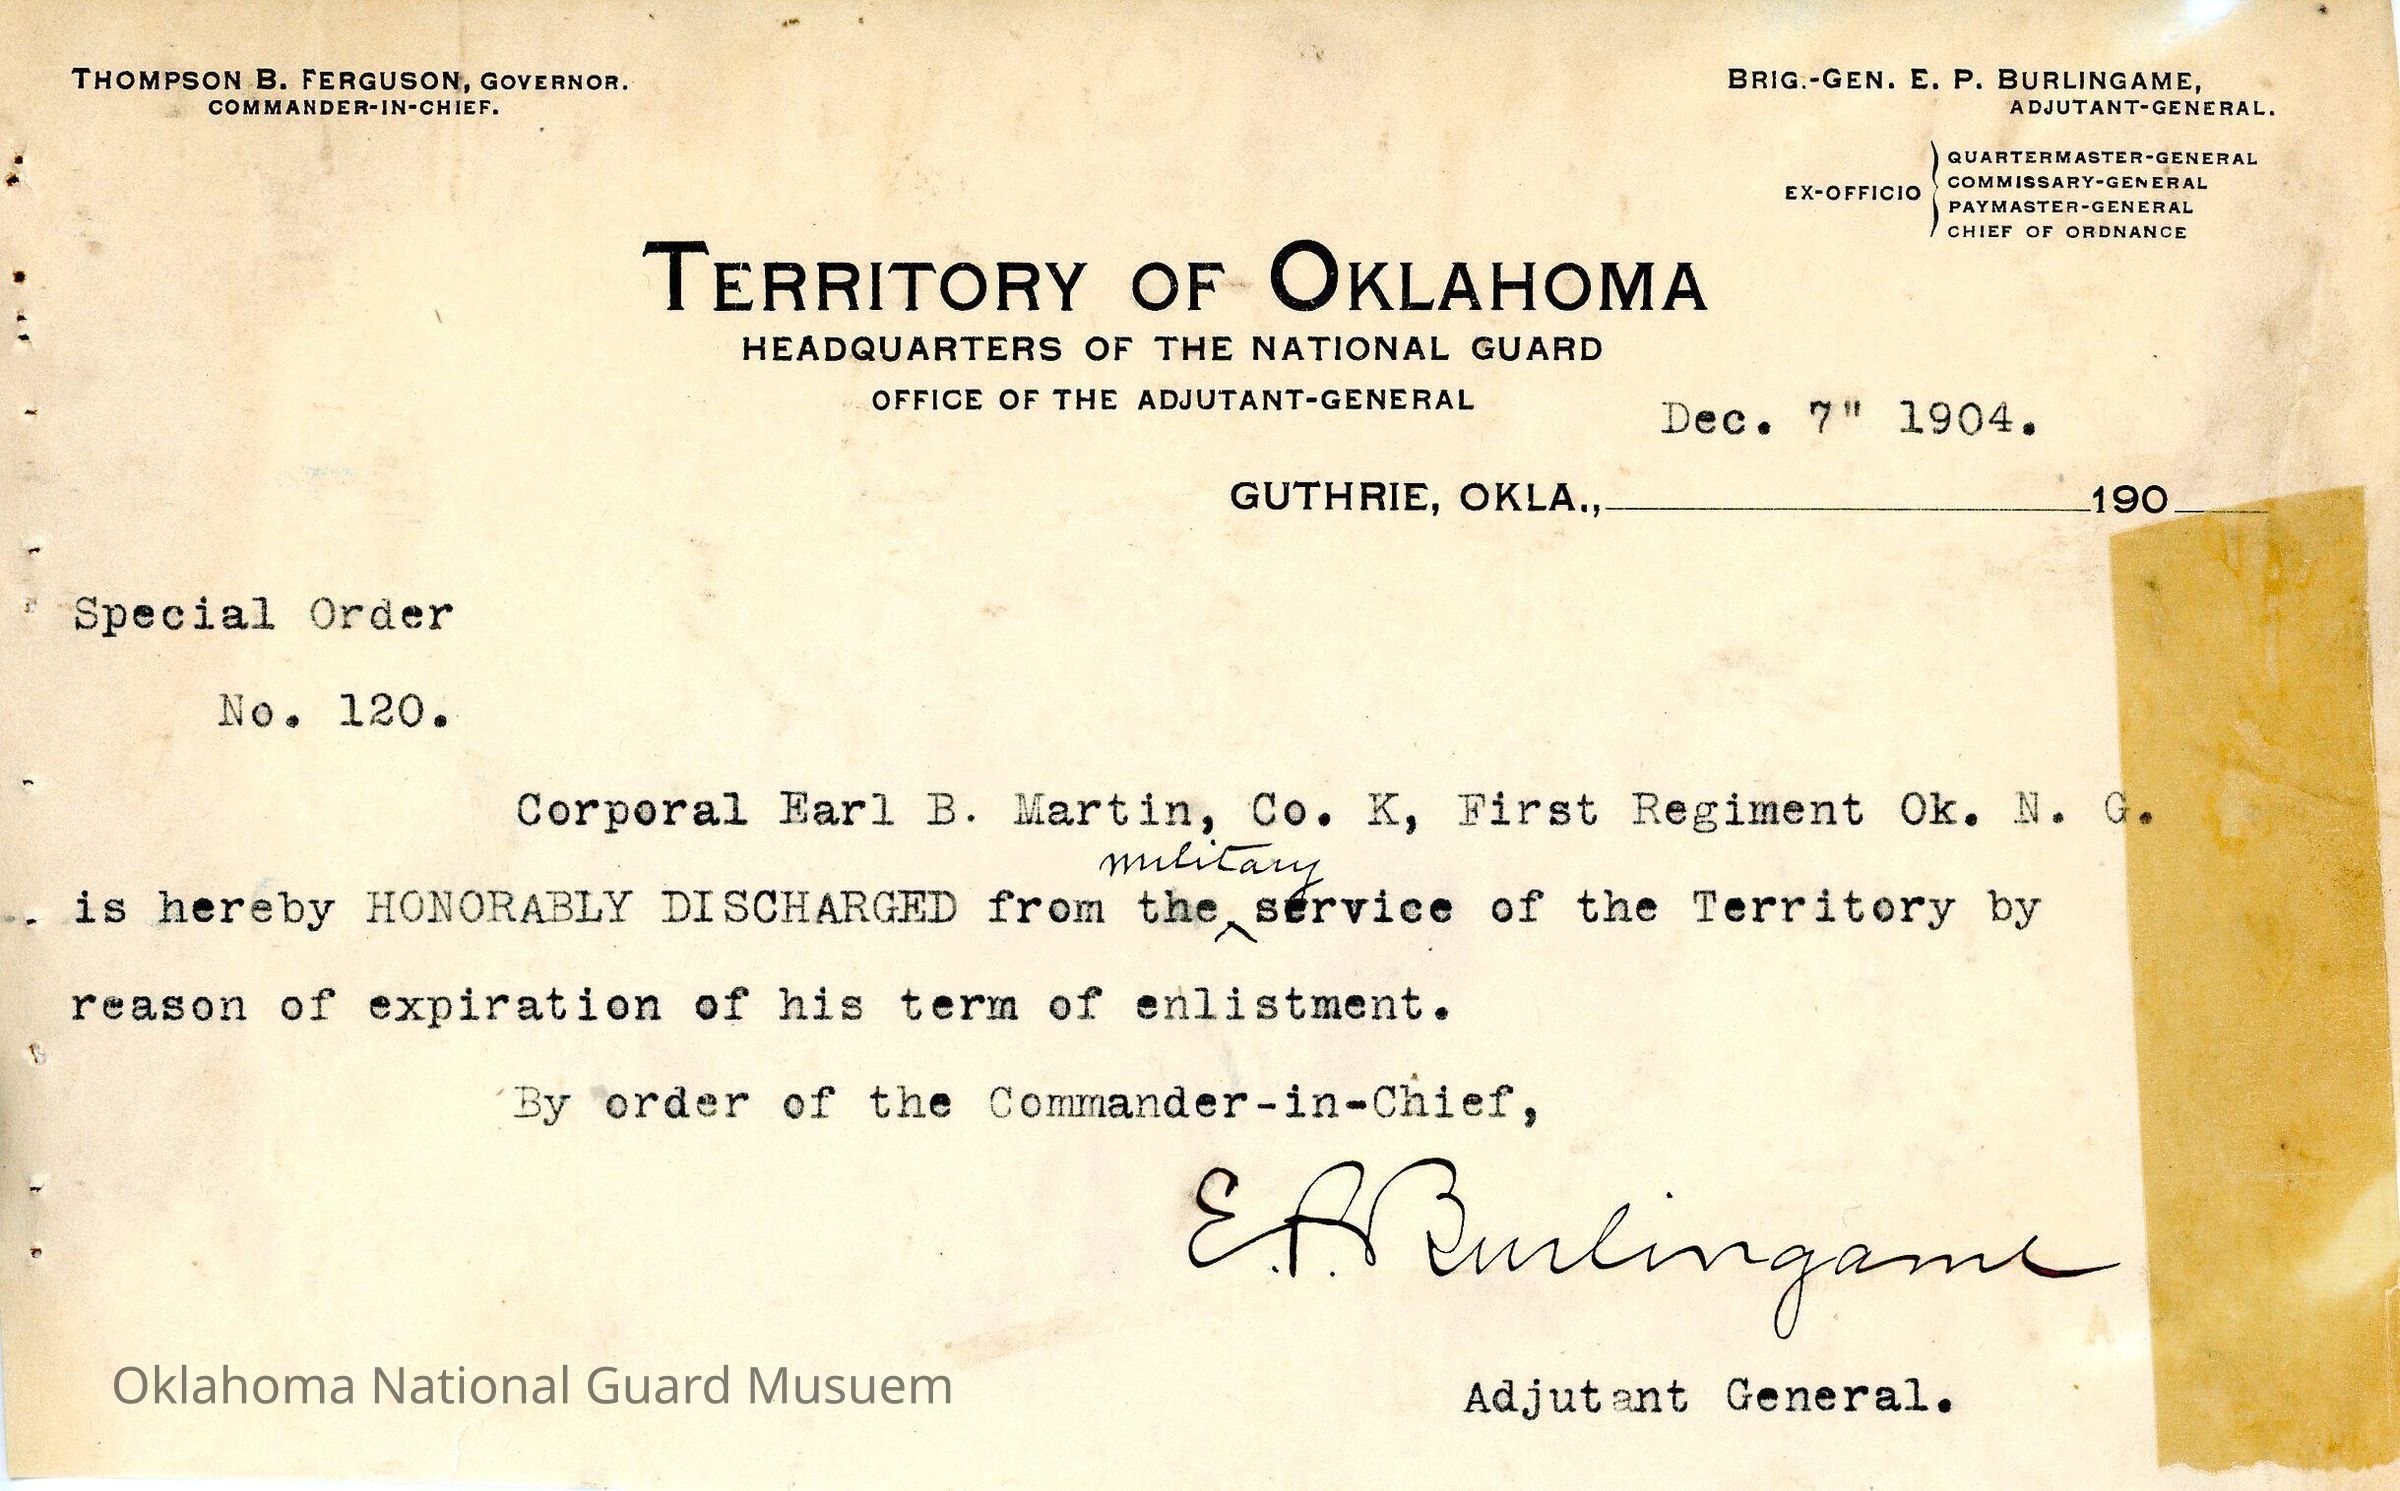 THOMPSON B. FERGUSON, GOVERNOR.
COMMANDER-IN-CHIEF.
BRIG.-GEN. E. P. BURLINGAME,
ADJUTANT-GENERAL.
EX-OFFICIO
QUARTERMASTER-GENERAL
COMMISSARY-GENERAL
PAYMASTER-GENERAL
CHIEF OF ORDNANCE
TERRITORY OF OKLAHOMA
HEADQUARTERS OF THE NATIONAL GUARD
OFFICE OF THE ADJUTANT-GENERAL
Dec. 7" 1904.
GUTHRIE, OKLA., 190
Special Order
No. 120.
Corporal Earl B. Martin, Co. K, First Regiment Ok. N. G.
military
is hereby HONORABLY DISCHARGED from the ‸ service of the Territory by
reason of expiration of his term of enlistment.
By order of the Commander-in-Chief,
E. P. Burlingame
Adjutant General.
Oklahoma National Guard Musuem